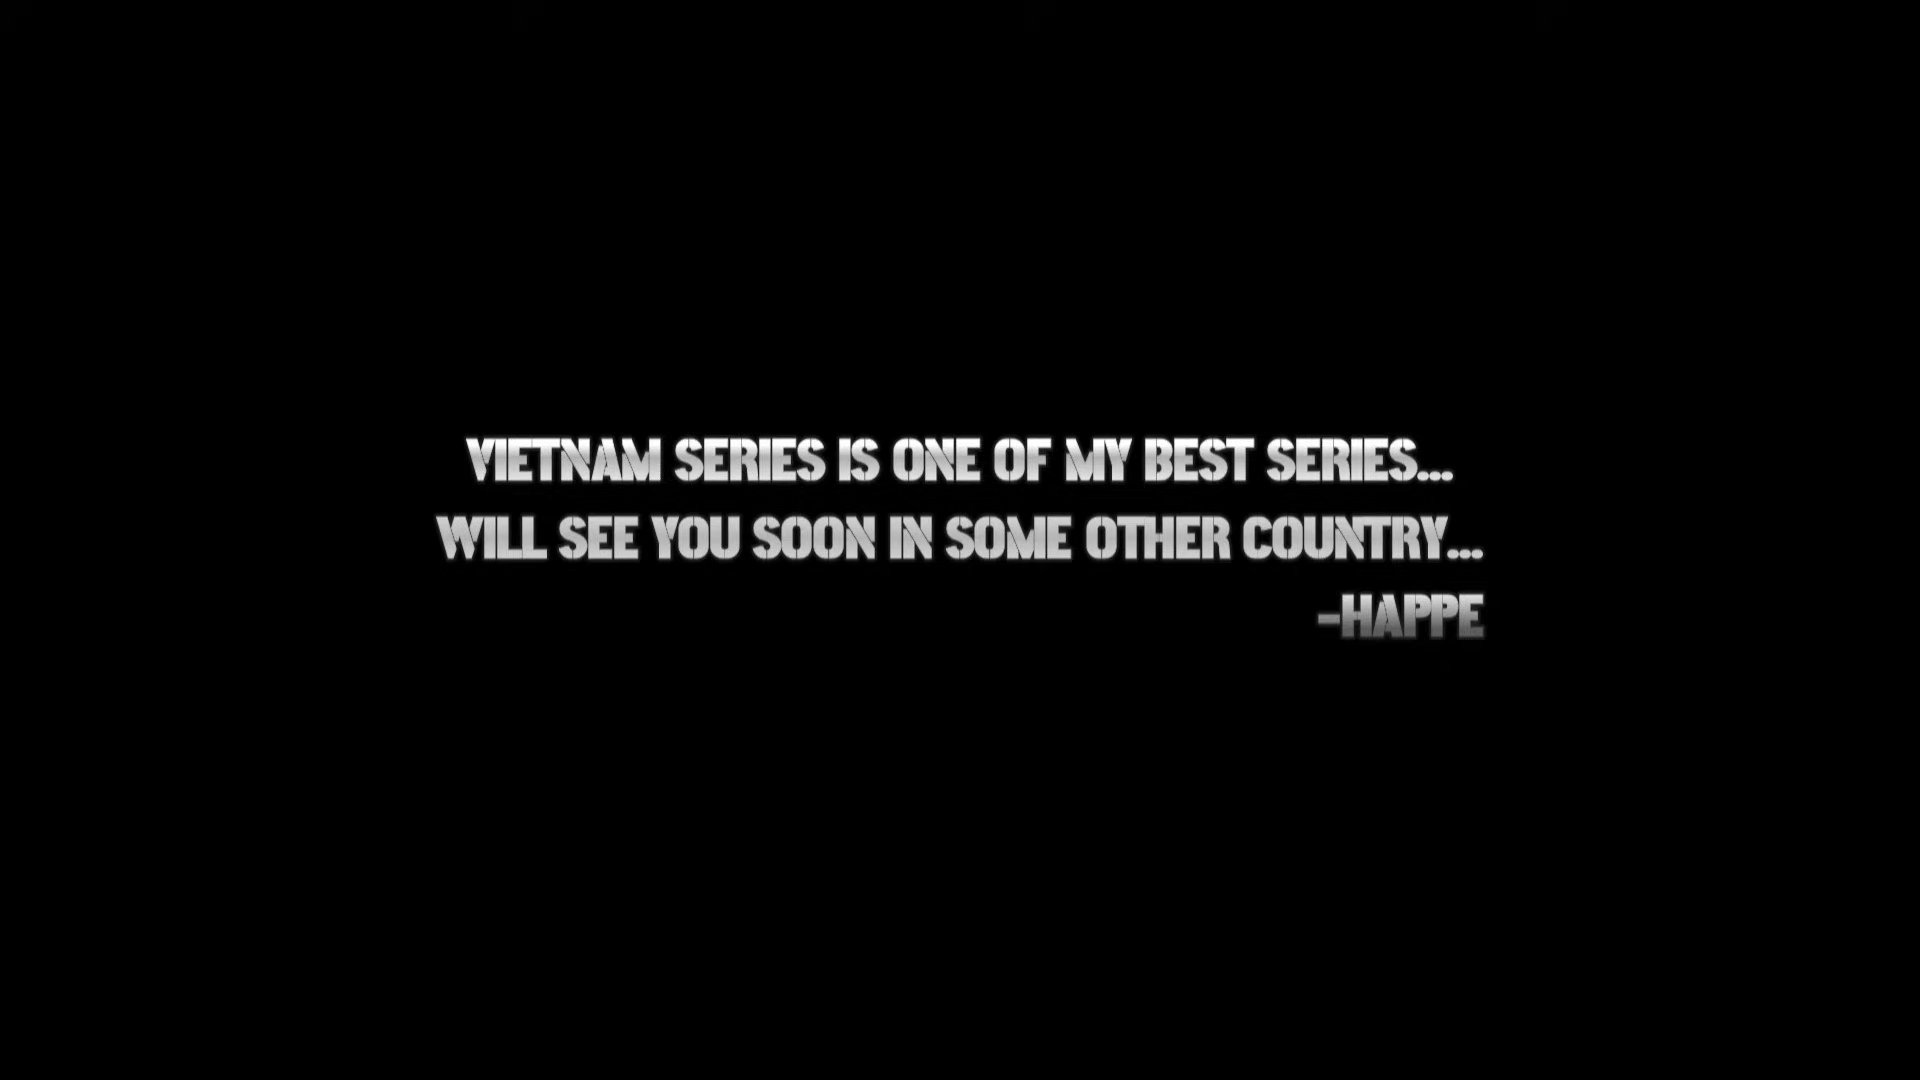 VIETNAM SERIES IS ONE OF MY BEST SERIES...
WILL SEE YOU SOON IN SOME OTHER COUNTRY...
-HAPPE